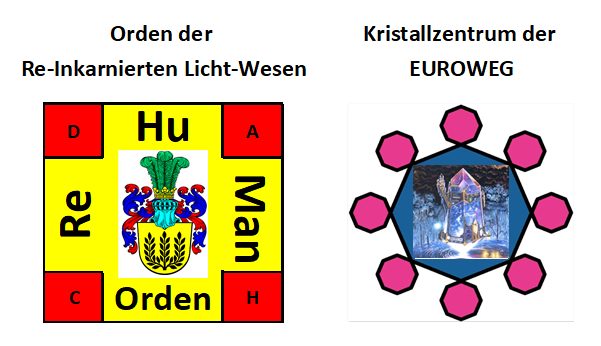 Orden der
Re-Inkarnierten Licht-Wesen
D
Hu
A
Re
Man
C
Orden
H
Kristallzentrum der
EUROWEG